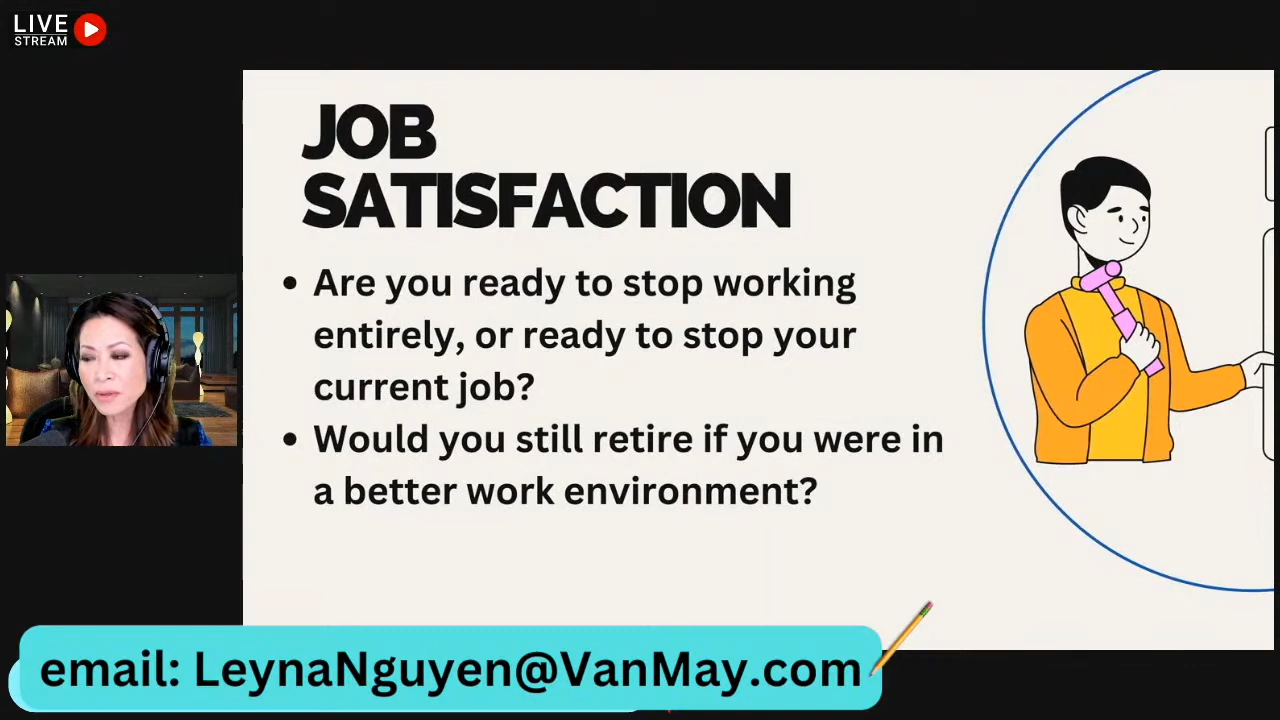 LIVE
STREAM
JOB
SATISFACTION
• Are you ready to stop working
entirely, or ready to stop your
current job?
• Would you still retire if you were in
a better work environment?
email: LeynaNguyen@VanMay.com